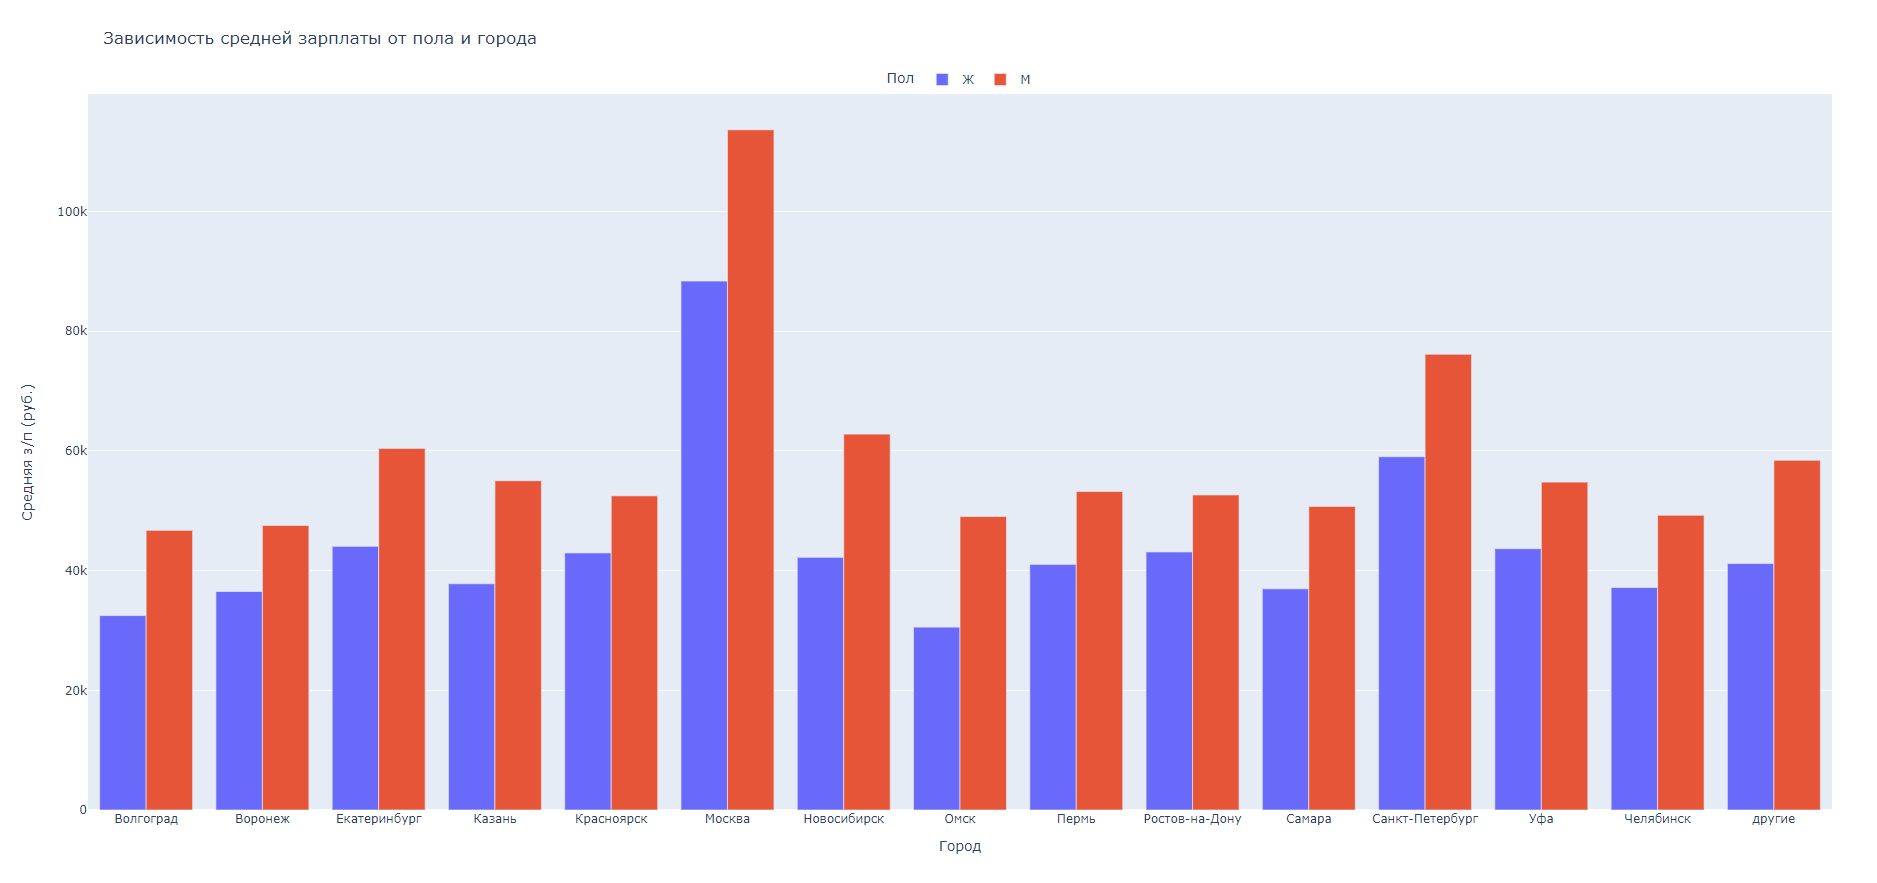 Зависимость средней зарплаты от пола и города
Пол Ж М
Средняя з/п (руб.)
100k
80k
60k
40k
20k
0
Волгоград Воронеж Екатеринбург Казань Красноярск Москва Новосибирск Омск Пермь Ростов-на-Дону Самара Санкт-Петербург Уфа Челябинск другие
Город